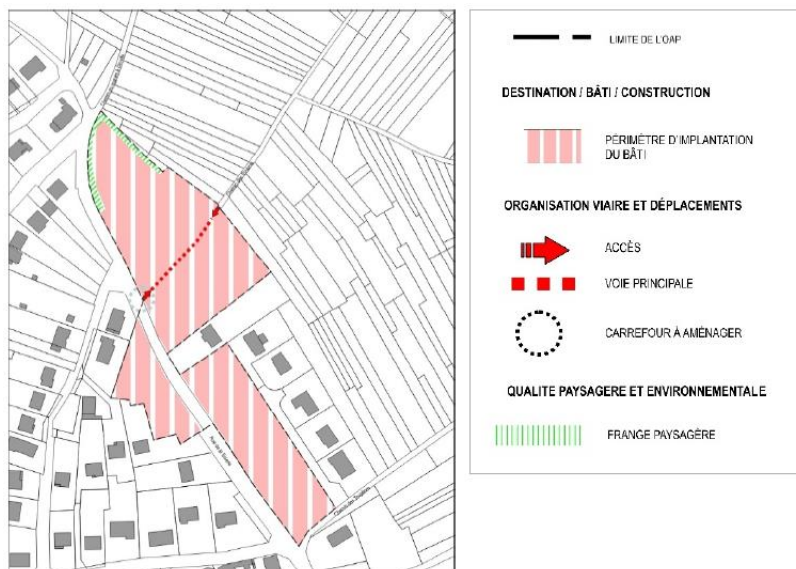 LIMITE DE L'OAP
DESTINATION / BÂTI / CONSTRUCTION
PÉRIMÈTRE D'IMPLANTATION
DU BÂTI
ORGANISATION VIAIRE ET DÉPLACEMENTS
ACCÈS
VOIE PRINCIPALE
CARREFOUR À AMÉNAGER
QUALITE PAYSAGERE ET ENVIRONNEMENTALE
FRANGE PAYSAGÈRE